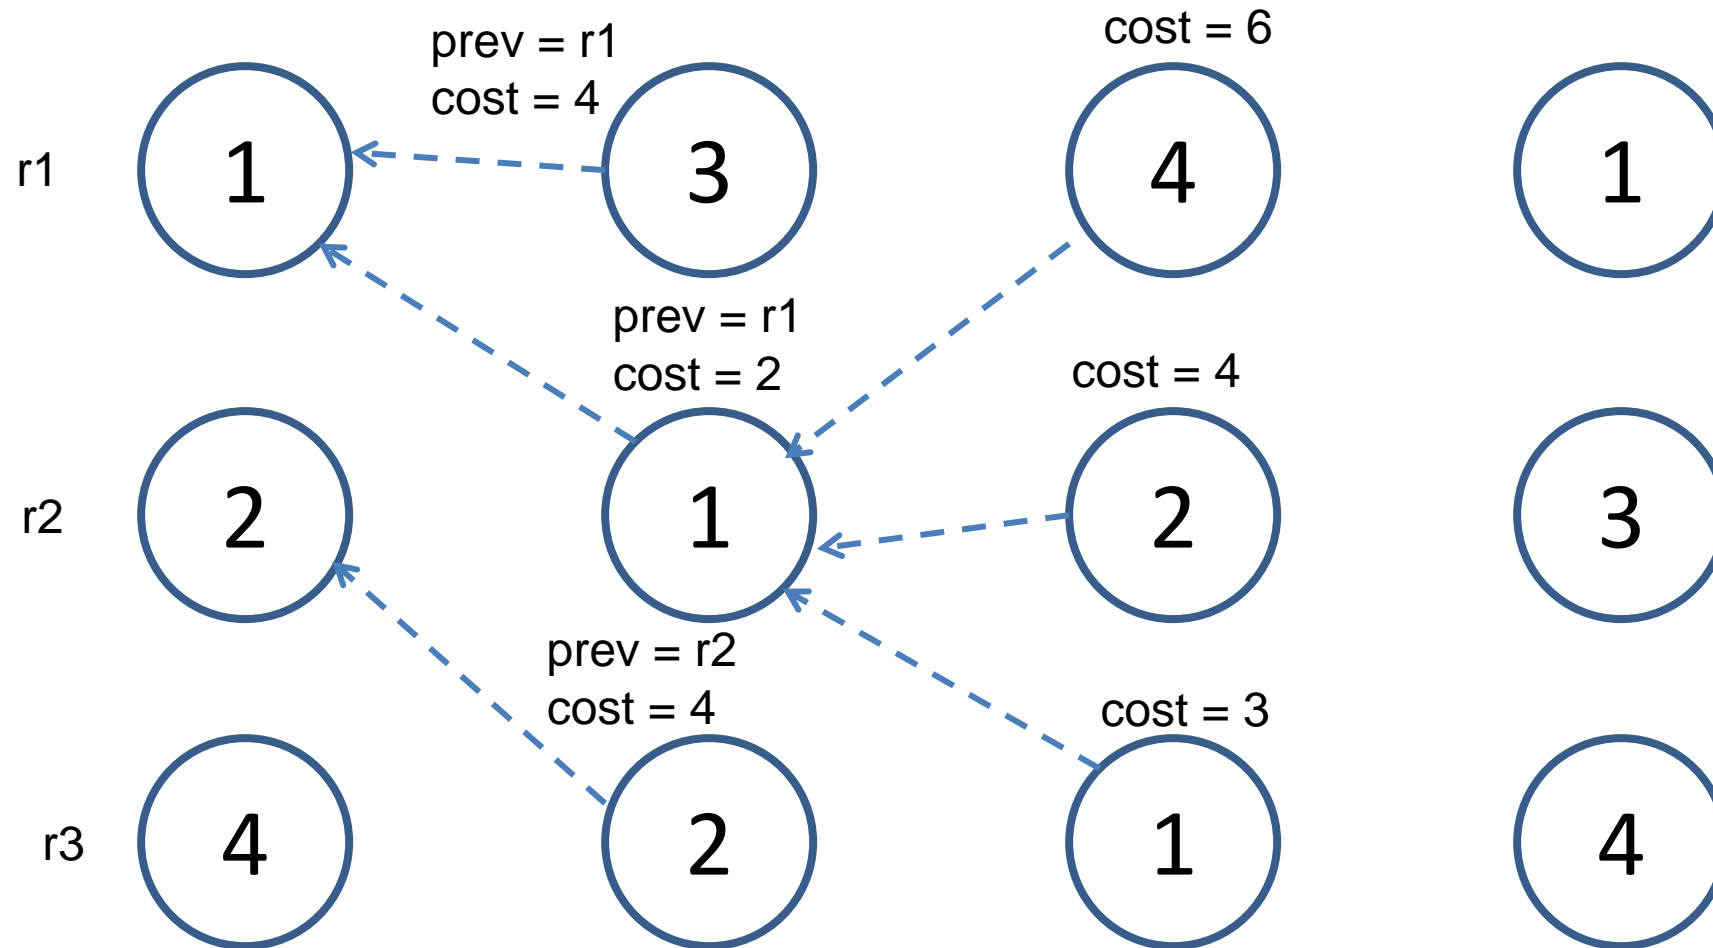 cost = 6
prev = r1
cost = 4
r1
1
3
4
1
prev = r1
cost = 2
cost = 4
r2
2
1
2
3
prev = r2
cost = 4
cost = 3
r3
4
2
1
4